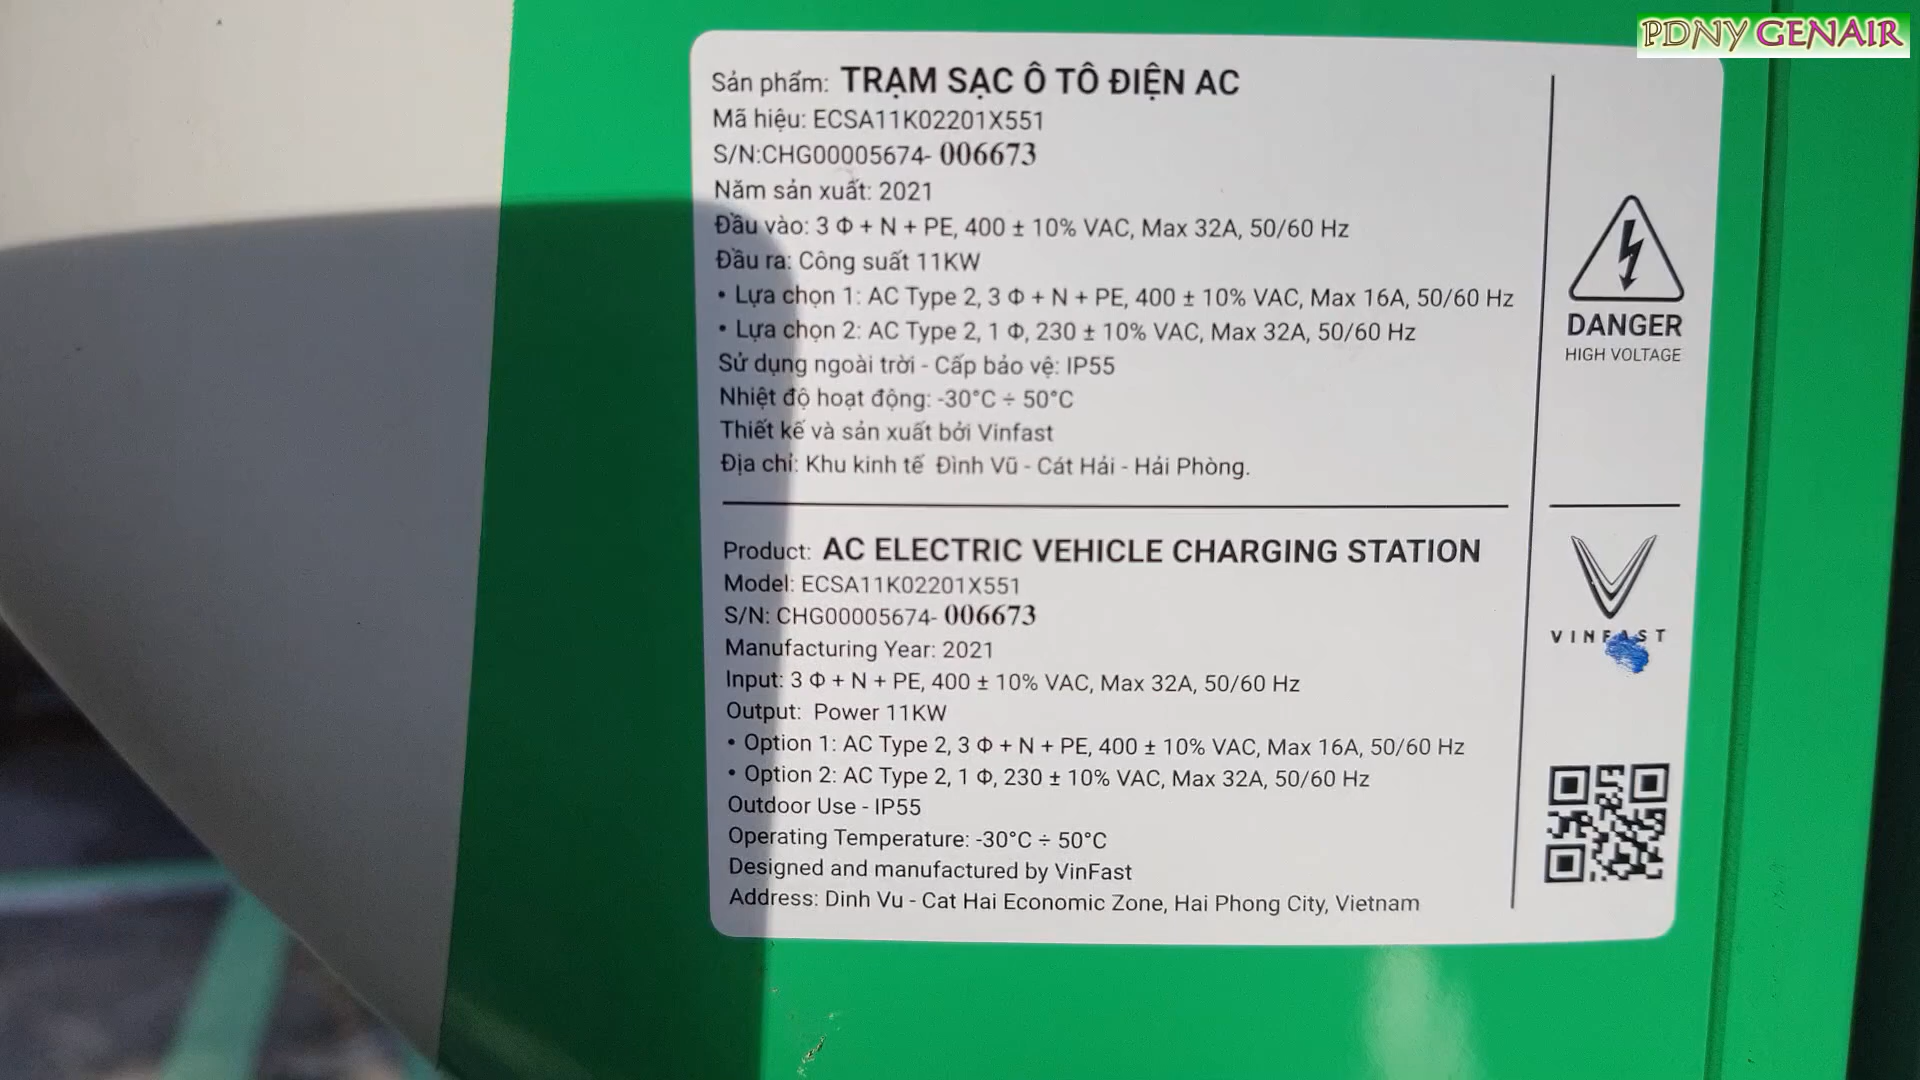 PDNY GENAIR
Sản phẩm: TRẠM SẠC Ô TÔ ĐIỆN AC
Mã hiệu: ECSA11K02201X551
S/N:CHG00005674- 006673
Năm sản xuất: 2021
Đầu vào: 3 Φ + N + PE, 400 ± 10% VAC, Max 32A, 50/60 Hz
Đầu ra: Công suất 11KW
• Lựa chọn 1: AC Type 2, 3 Φ + N + PE, 400 ± 10% VAC, Max 16A, 50/60 Hz
• Lựa chọn 2: AC Type 2, 1 Φ, 230 ± 10% VAC, Max 32A, 50/60 Hz
Sử dụng ngoài trời - Cấp bảo vệ: IP55
Nhiệt độ hoạt động: -30°C ÷ 50°C
Thiết kế và sản xuất bởi Vinfast
Địa chỉ: Khu kinh tế Đình Vũ - Cát Hải - Hải Phòng.
DANGER
HIGH VOLTAGE
Product: AC ELECTRIC VEHICLE CHARGING STATION
Model: ECSA11K02201X551
S/N: CHG00005674- 006673
Manufacturing Year: 2021
Input: 3 Φ + N + PE, 400 ± 10% VAC, Max 32A, 50/60 Hz
Output: Power 11KW
• Option 1: AC Type 2, 3 Φ + N + PE, 400 ± 10% VAC, Max 16A, 50/60 Hz
• Option 2: AC Type 2, 1 Φ, 230 ± 10% VAC, Max 32A, 50/60 Hz
Outdoor Use - IP55
Operating Temperature: -30°C ÷ 50°C
Designed and manufactured by VinFast
Address: Dinh Vu - Cat Hai Economic Zone, Hai Phong City, Vietnam
VINFAST